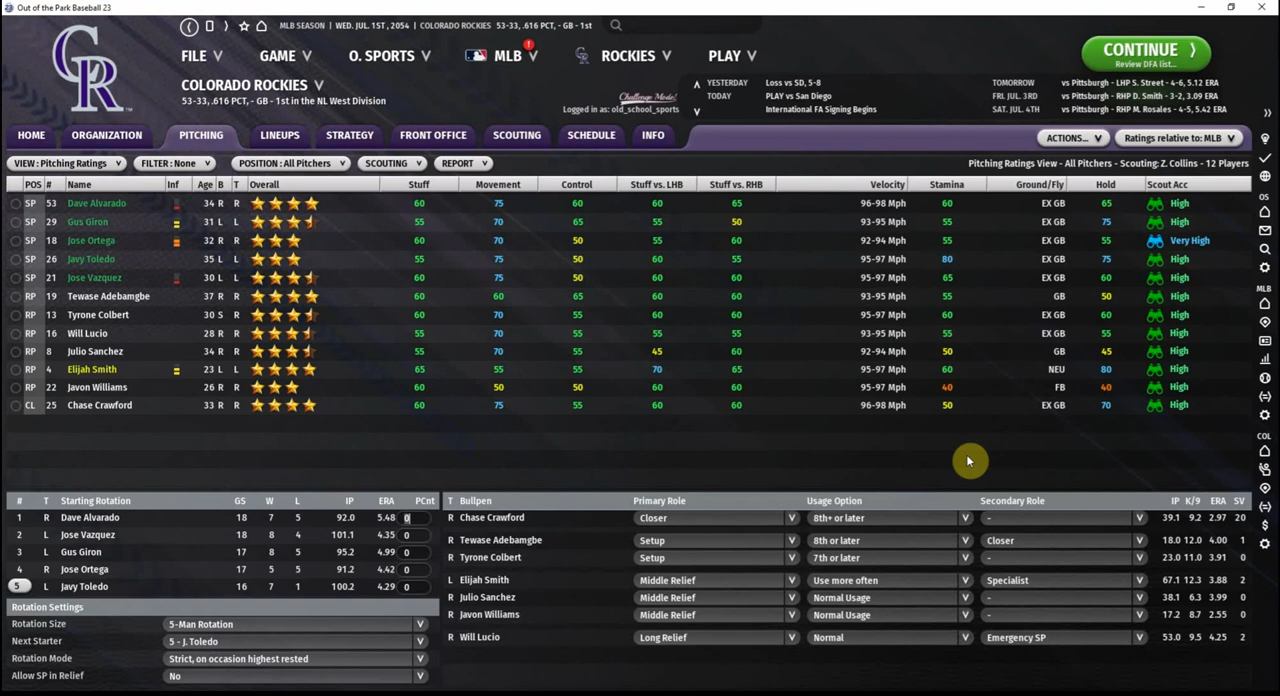 Out of the Park Baseball 23
MLB SEASON | WED. JUL. 1ST, 2054 | COLORADO ROCKIES 53-33, .616 PCT, - GB - 1st
FILE GAME O. SPORTS MLB ROCKIES PLAY
CONTINUE
Review DFA list...
COLORADO ROCKIES
53-33, .616 PCT, - GB - 1st in the NL West Division
Challenge Mode!
Logged in as: old_school_sports
YESTERDAY Loss vs SD, 5-8
TODAY PLAY vs San Diego
International FA Signing Begins
TOMORROW vs Pittsburgh - LHP S. Street - 4-6, 5.12 ERA
FRI. JUL. 3RD vs Pittsburgh - RHP D. Smith - 3-2, 3.09 ERA
SAT. JUL. 4TH vs Pittsburgh - RHP M. Rosales - 4-5, 5.42 ERA
HOME ORGANIZATION PITCHING LINEUPS STRATEGY FRONT OFFICE SCOUTING SCHEDULE INFO ACTIONS... Ratings relative to: MLB
VIEW : Pitching Ratings FILTER: None POSITION : All Pitchers SCOUTING REPORT Pitching Ratings View - All Pitchers - Scouting: Z. Collins - 12 Players
POS # Name Inf Age B T Overall Stuff Movement Control Stuff vs. LHB Stuff vs. RHB Velocity Stamina Ground/Fly Hold Scout Acc
SP 53 Dave Alvarado 34 R R 60 75 60 60 65 96-98 Mph 60 EX GB 65 High
SP 29 Gus Giron 31 L L 55 70 65 55 50 93-95 Mph 55 EX GB 75 High
SP 18 Jose Ortega 32 R R 60 70 50 60 60 92-94 Mph 55 EX GB 55 Very High
SP 26 Javy Toledo 35 L L 55 75 50 60 55 95-97 Mph 80 EX GB 75 High
SP 21 Jose Vazquez 30 L L 60 75 50 60 60 95-97 Mph 65 EX GB 60 High
RP 19 Tewase Adebambge 37 R R 60 60 65 60 60 93-95 Mph 55 GB 50 High
RP 13 Tyrone Colbert 30 S R 60 70 55 60 60 95-97 Mph 60 EX GB 60 High
RP 16 Will Lucio 28 R R 55 70 55 55 55 93-95 Mph 55 EX GB 55 High
RP 8 Julio Sanchez 34 R R 55 70 55 45 60 92-94 Mph 50 GB 45 High
RP 4 Elijah Smith 23 L L 65 55 55 70 65 95-97 Mph 60 NEU 80 High
RP 22 Javon Williams 26 R R 60 50 50 60 60 95-97 Mph 40 FB 40 High
CL 25 Chase Crawford 33 R R 60 75 55 60 60 96-98 Mph 50 EX GB 70 High
# T Starting Rotation GS W L IP ERA PCnt
1 R Dave Alvarado 18 7 5 92.0 5.48 0
2 L Jose Vazquez 18 8 4 101.1 4.35 0
3 L Gus Giron 17 6 5 95.2 4.99 0
4 R Jose Ortega 17 5 5 91.2 4.42 0
5 L Javy Toledo 16 7 1 100.2 4.29 0
Rotation Settings
Rotation Size 5-Man Rotation
Next Starter 5 - J. Toledo
Rotation Mode Strict, on occasion highest rested
Allow SP in Relief No
T Bullpen Primary Role Usage Option Secondary Role IP K/9 ERA SV
R Chase Crawford Closer 8th+ or later - 39.1 9.2 2.97 20
R Tewase Adebambge Setup 8th or later Closer 18.0 12.0 4.00 1
R Tyrone Colbert Setup 7th or later - 23.0 11.0 3.91 0
L Elijah Smith Middle Relief Use more often Specialist 67.1 12.3 3.88 2
R Julio Sanchez Middle Relief Normal Usage - 38.1 6.3 3.99 0
R Javon Williams Middle Relief Normal Usage - 17.2 8.7 2.55 0
R Will Lucio Long Relief Normal Emergency SP 53.0 9.5 4.25 2
OS
MLB
COL